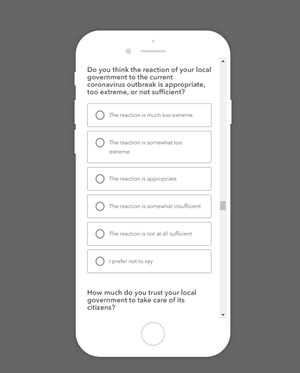 Do you think the reaction of your local
government to the current
coronavirus outbreak is appropriate,
too extreme, or not sufficient?
The reaction is much too extreme
The reaction is somewhat too
extreme
The reaction is appropriate
The reaction is somewhat insufficient
The reaction is not at all sufficient
I prefer not to say
How much do you trust your local
government to take care of its
citizens?